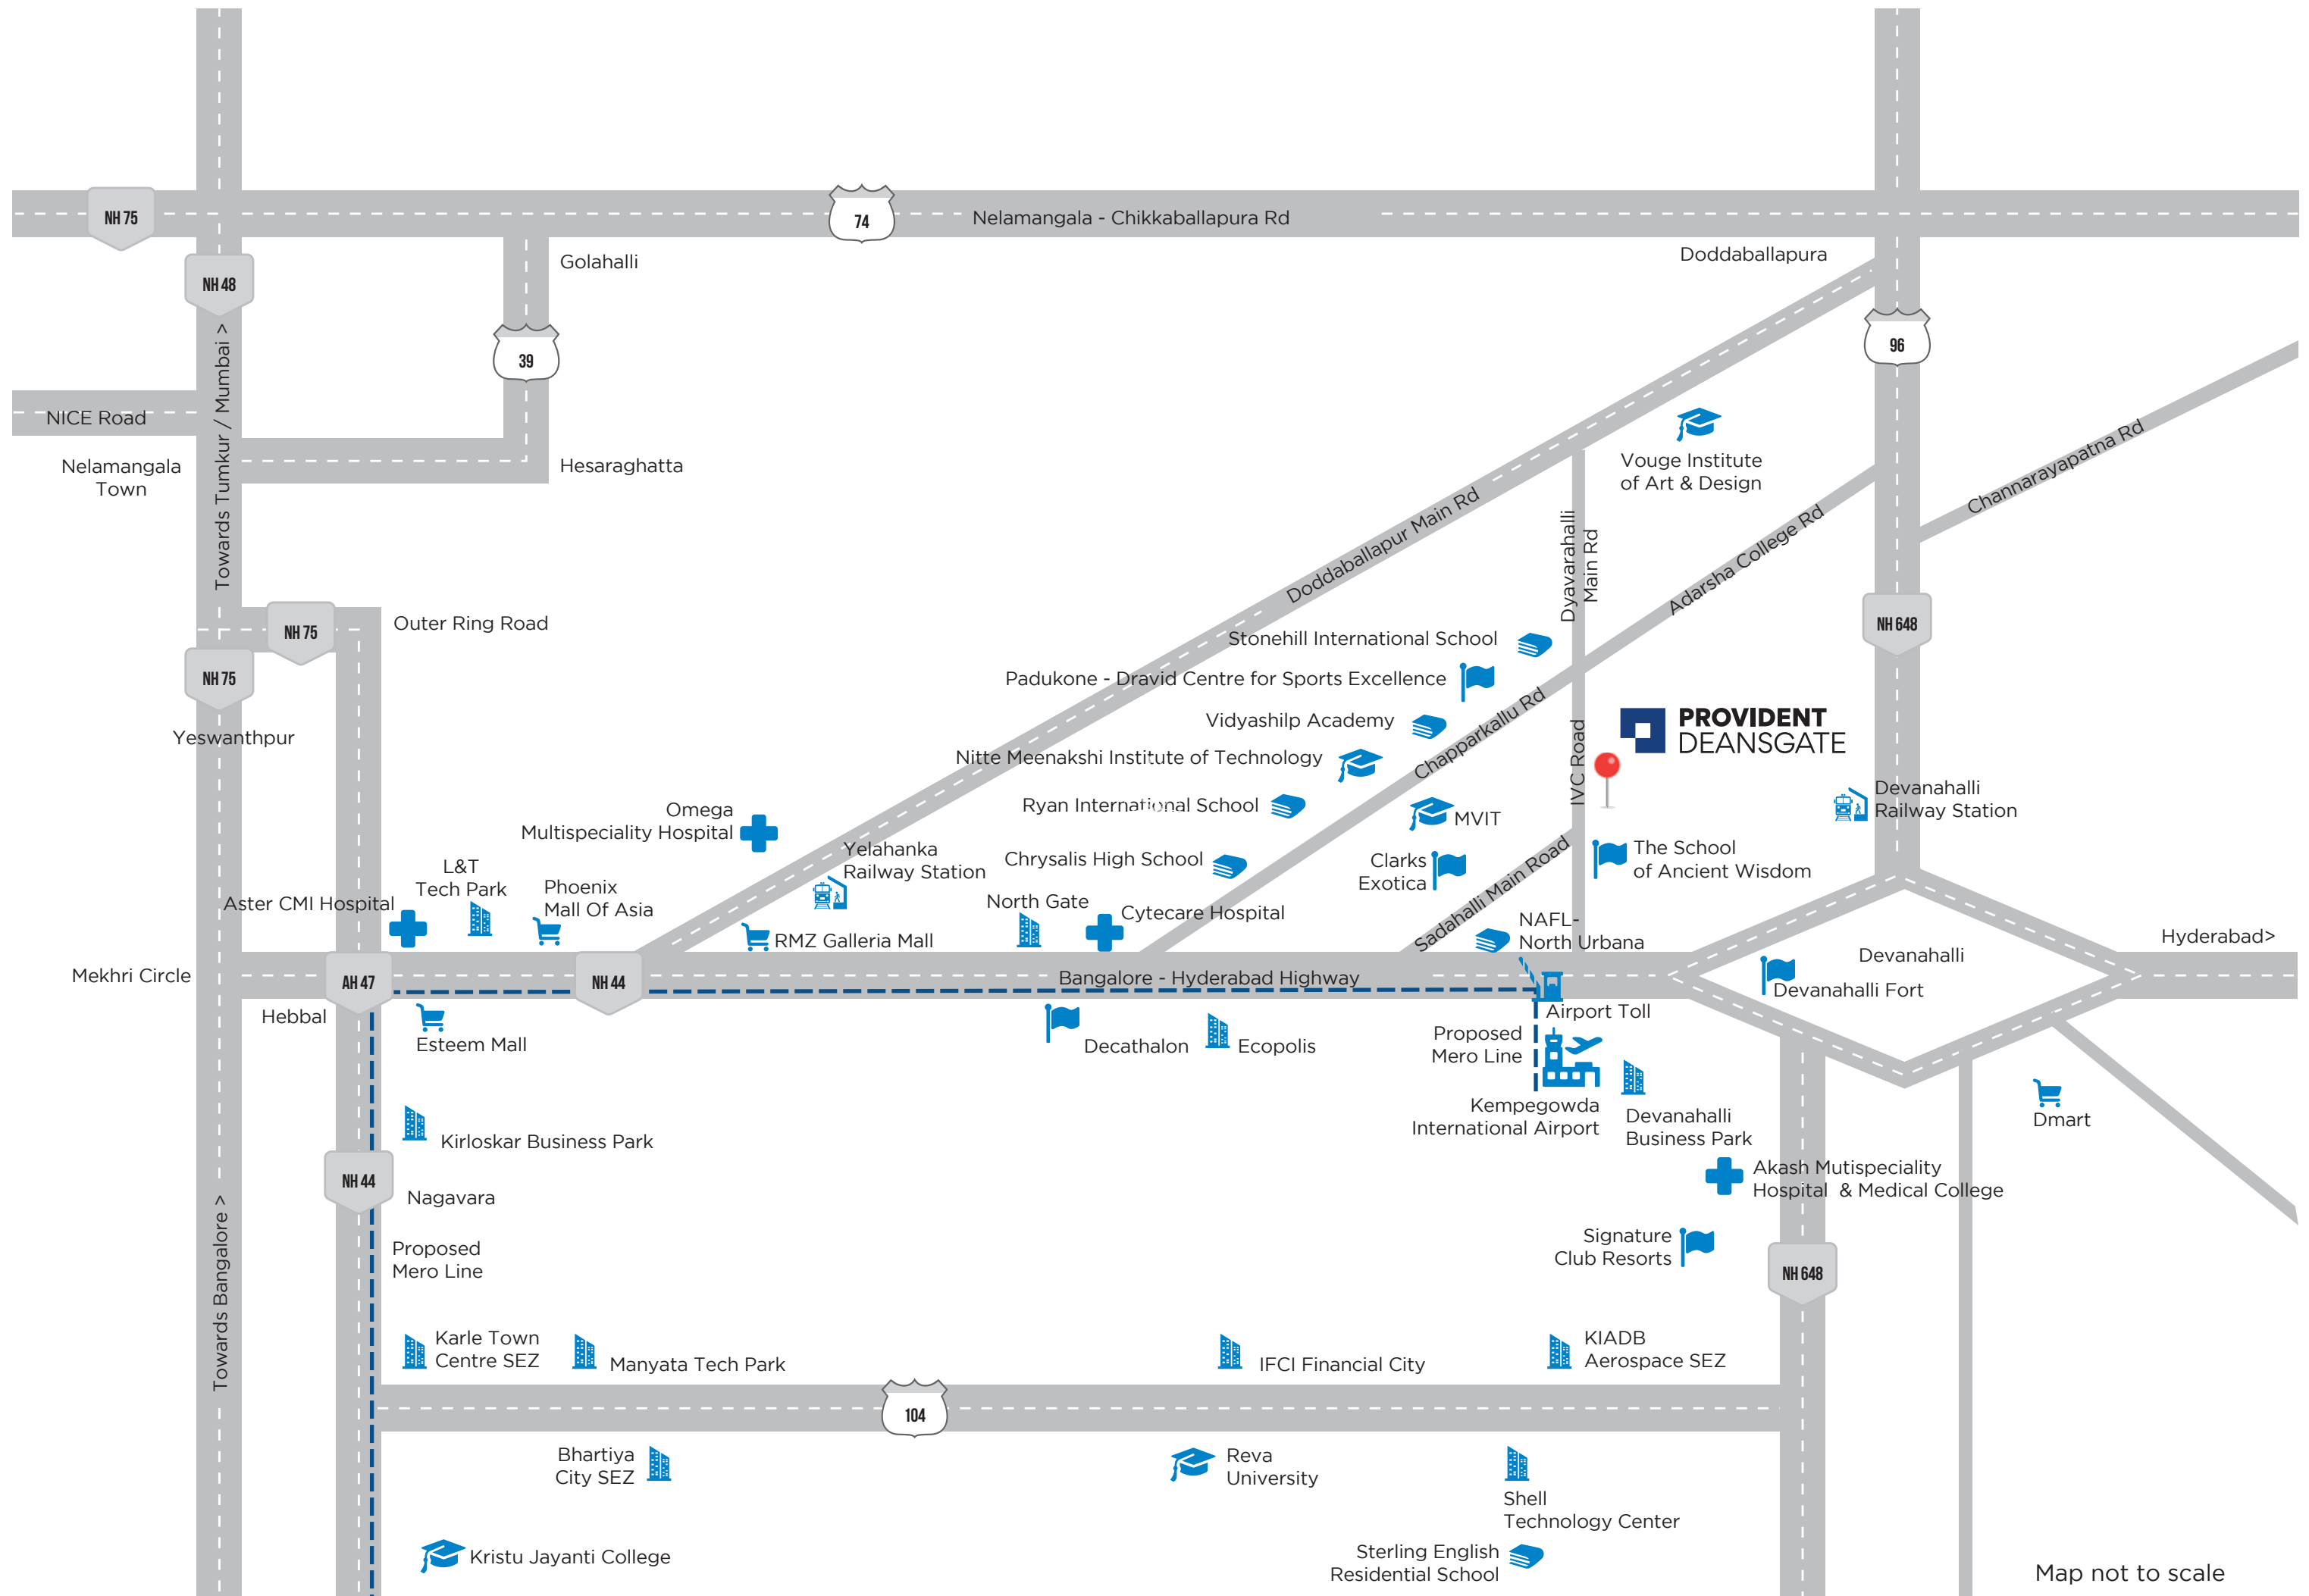 NH 75
74
Nelamangala - Chikkaballapura Rd
Golahalli
Doddaballapura
NH 48
39
96
Towards Tumkur / Mumbai >
NICE Road
Nelamangala
Town
Hesaraghatta
Vouge Institute
of Art & Design
Channarayapatna Rd
Doddaballapur Main Rd
Dyavarahalli
Main Rd
Adarsha College Rd
NH 75
Outer Ring Road
NH 648
NH 75
Yeswanthpur
Stonehill International School
Padukone - Dravid Centre for Sports Excellence
Vidyashilp Academy
Nitte Meenakshi Institute of Technology
Chapparkallu Rd
IVC Road
PROVIDENT
DEANSGATE
Ryan International School
MVIT
Devanahalli
Railway Station
Omega
Multispeciality Hospital
Yelahanka
Railway Station
Chrysalis High School
Clarks
Exotica
Sadahalli Main Road
The School
of Ancient Wisdom
L&T
Tech Park
Aster CMI Hospital
Phoenix
Mall Of Asia
North Gate
Cytecare Hospital
RMZ Galleria Mall
NAFL-
North Urbana
Hyderabad>
Mekhri Circle
AH 47
NH 44
Bangalore - Hyderabad Highway
Devanahalli
Devanahalli Fort
Hebbal
Esteem Mall
Decathalon
Ecopolis
Airport Toll
Proposed
Mero Line
Kempegowda
International Airport
Devanahalli
Business Park
Dmart
Kirloskar Business Park
Akash Mutispeciality
Hospital & Medical College
NH 44
Nagavara
Towards Bangalore >
Proposed
Mero Line
Signature
Club Resorts
NH 648
Karle Town
Centre SEZ
Manyata Tech Park
IFCI Financial City
KIADB
Aerospace SEZ
104
Bhartiya
City SEZ
Reva
University
Shell
Technology Center
Kristu Jayanti College
Sterling English
Residential School
Map not to scale